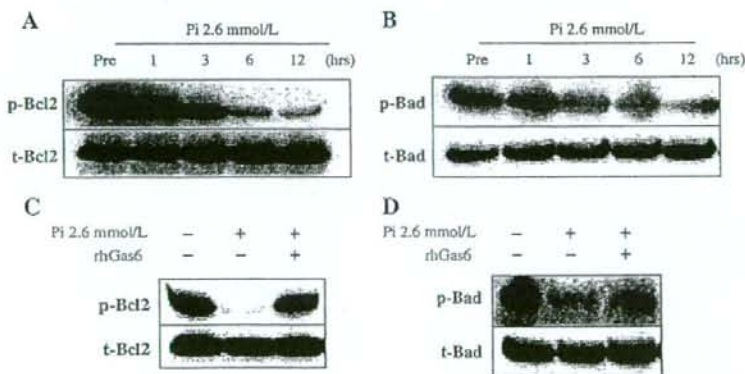 A
Pi 2.6 mmol/L
Pre 1 3 6 12 (hrs)
p-Bcl2
t-Bcl2
B
Pi 2.6 mmol/L
Pre 1 3 6 12 (hrs)
p-Bad
t-Bad
C
Pi 2.6 mmol/L − + +
rhGas6 − − +
p-Bcl2
t-Bcl2
D
Pi 2.6 mmol/L − + +
rhGas6 − − +
p-Bad
t-Bad